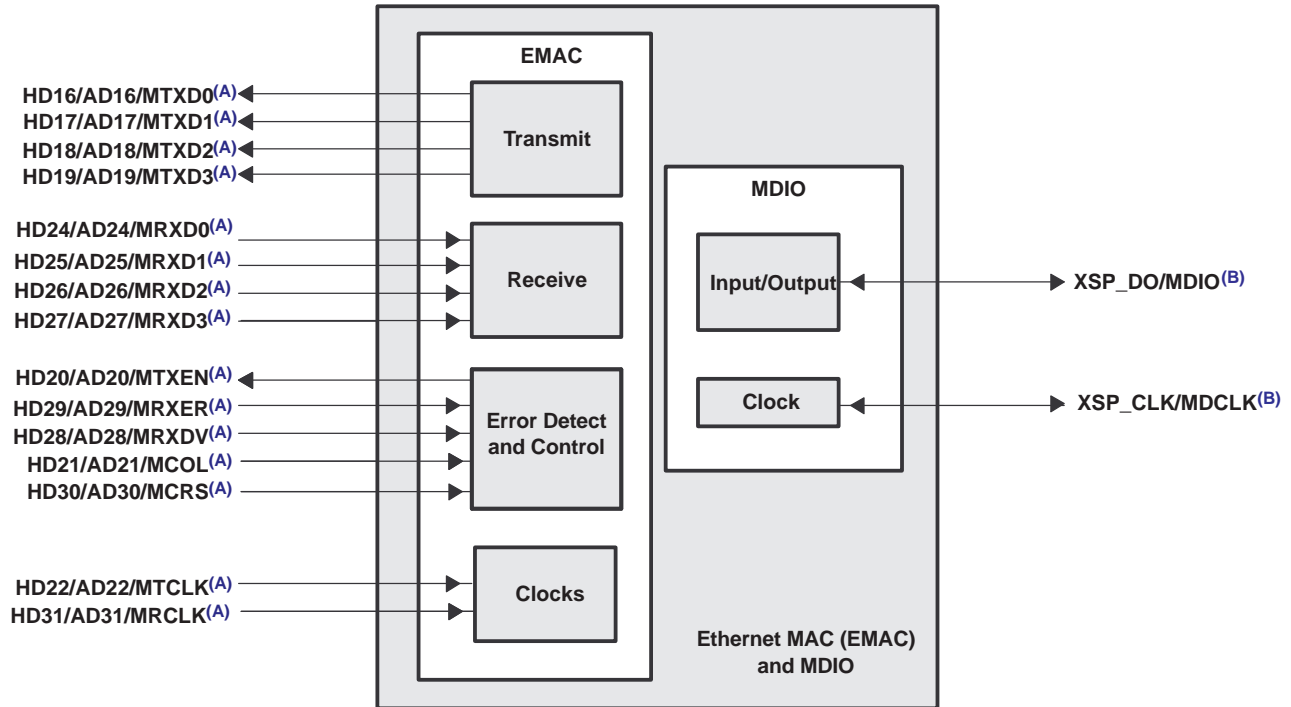 EMAC
HD16/AD16/MTXD0(A)
HD17/AD17/MTXD1(A)
HD18/AD18/MTXD2(A)
HD19/AD19/MTXD3(A)
Transmit
HD24/AD24/MRXD0(A)
HD25/AD25/MRXD1(A)
HD26/AD26/MRXD2(A)
HD27/AD27/MRXD3(A)
Receive
HD20/AD20/MTXEN(A)
HD29/AD29/MRXER(A)
HD28/AD28/MRXDV(A)
HD21/AD21/MCOL(A)
HD30/AD30/MCRS(A)
Error Detect
and Control
HD22/AD22/MTCLK(A)
HD31/AD31/MRCLK(A)
Clocks
MDIO
Input/Output
XSP_DO/MDIO(B)
Clock
XSP_CLK/MDCLK(B)
Ethernet MAC (EMAC)
and MDIO